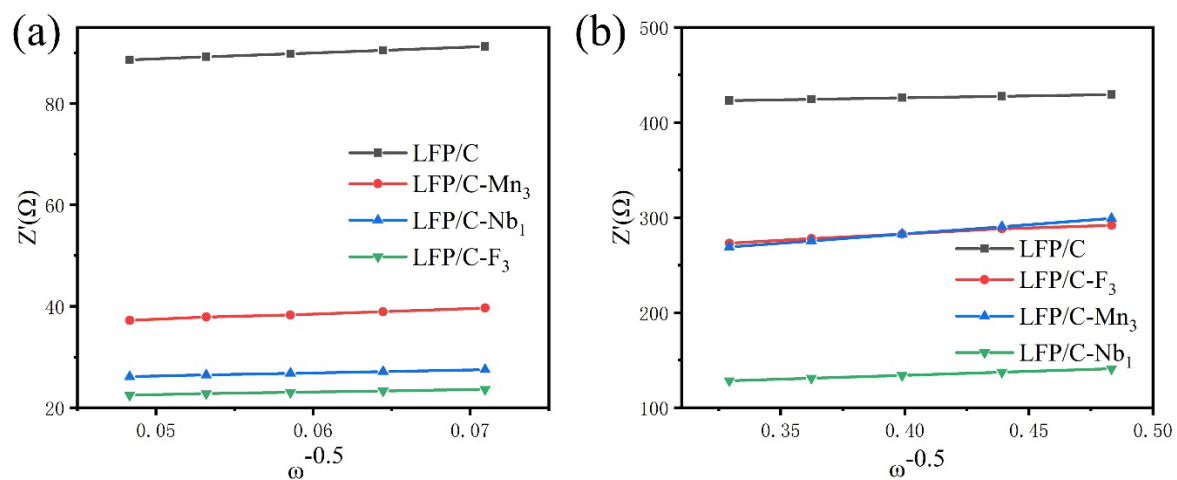 (a)
Z'(Ω)
80
60
40
20
LFP/C
LFP/C-Mn₃
LFP/C-Nb₁
LFP/C-F₃
0.05
0.06
0.07
ω⁻⁰·⁵
(b)
Z'(Ω)
500
400
300
200
100
LFP/C
LFP/C-F₃
LFP/C-Mn₃
LFP/C-Nb₁
0.35
0.40
0.45
0.50
ω⁻⁰·⁵